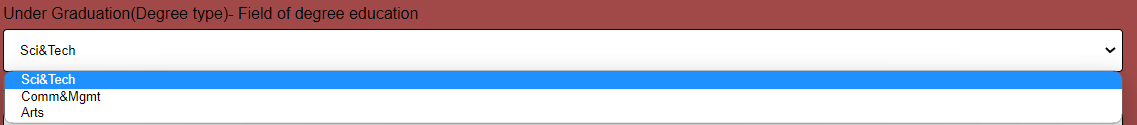 Under Graduation(Degree type)- Field of degree education
Sci&Tech
Sci&Tech
Comm&Mgmt
Arts